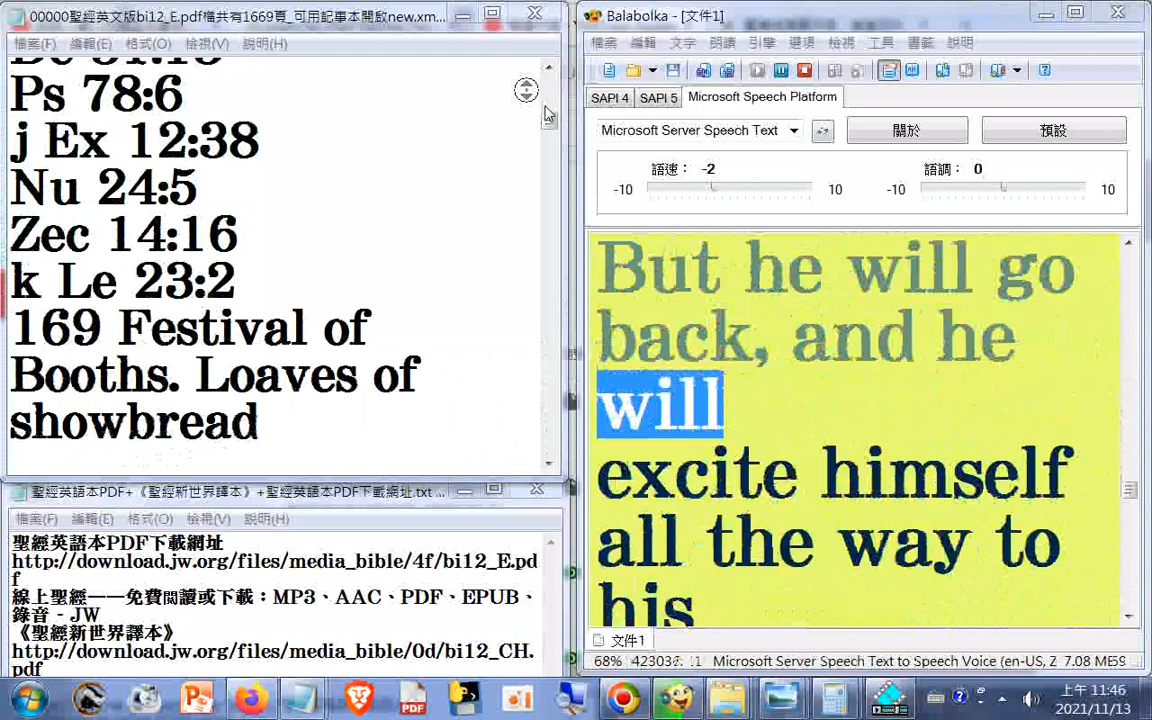 00000聖經英文版bi12_E.pdf檔共有1669頁_可用記事本開啟new.xm...
檔案(F) 編輯(E) 格式(O) 檢視(V) 說明(H)
Ps 78:6
j Ex 12:38
Nu 24:5
Zec 14:16
k Le 23:2
169 Festival of
Booths. Loaves of
showbread
聖經英語本PDF+《聖經新世界譯本》+聖經英語本PDF下載網址.txt ...
檔案(F) 編輯(E) 格式(O) 檢視(V) 說明(H)
聖經英語本PDF下載網址
http://download.jw.org/files/media_bible/4f/bi12_E.pd
f
線上聖經——免費閱讀或下載：MP3、AAC、PDF、EPUB、
錄音 - JW
《聖經新世界譯本》
http://download.jw.org/files/media_bible/0d/bi12_CH.
pdf
Balabolka - [文件1]
檔案 編輯 文字 朗讀 引擎 選項 檢視 工具 書籤 說明
SAPI 4 SAPI 5 Microsoft Speech Platform
Microsoft Server Speech Text 關於 預設
語速： -2 語調： 0
-10 10 -10 10
But he will go
back, and he
will
excite himself
all the way to
his
文件1
68% Microsoft Server Speech Text to Speech Voice (en-US, Z 7.08 ME
上午 11:46
2021/11/13